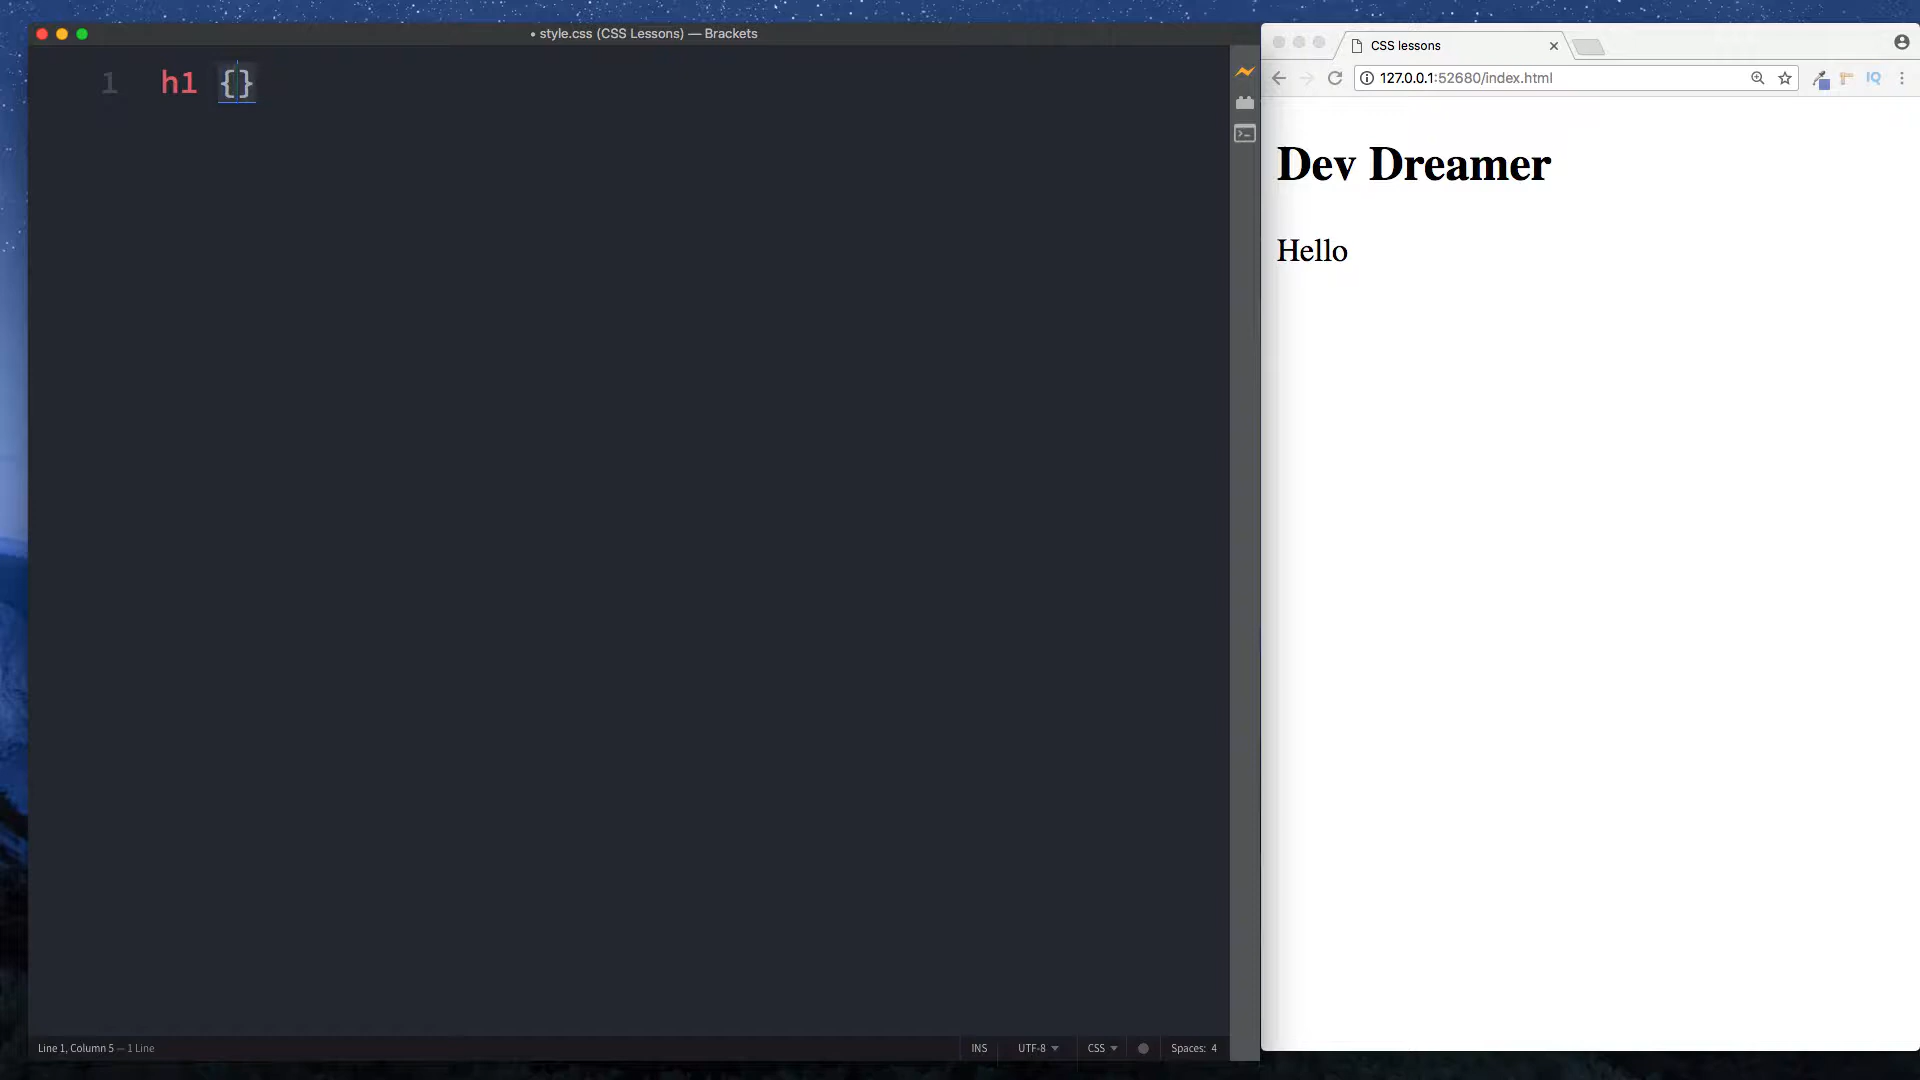 • style.css (CSS Lessons) — Brackets
1 h1 {}
Line 1, Column 5 — 1 Line
INS
UTF-8
CSS
Spaces: 4
CSS lessons
127.0.0.1:52680/index.html
IQ
Dev Dreamer
Hello